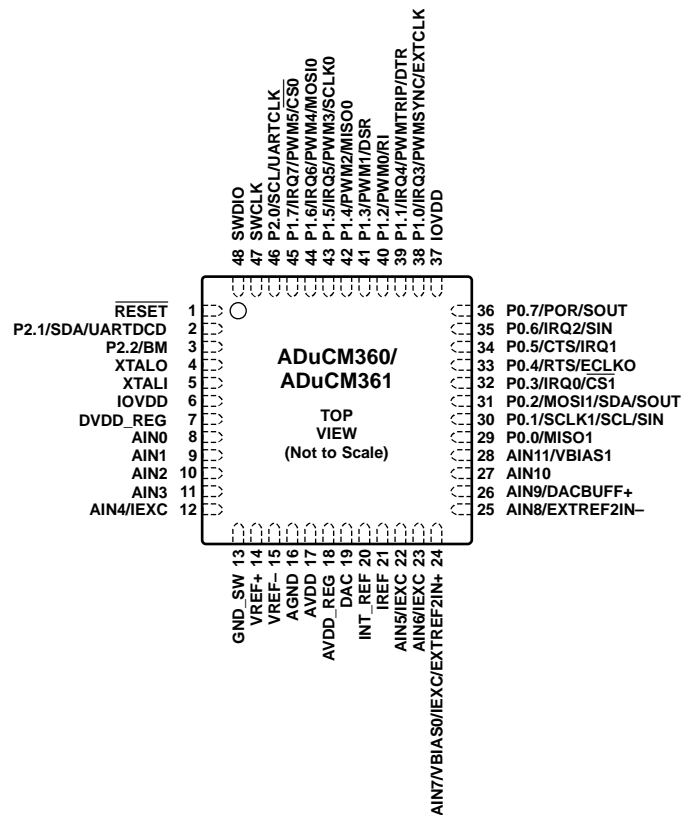 48 SWDIO
47 SWCLK
46 P2.0/SCL/UARTCLK
45 P1.7/IRQ7/PWM5/CS0
44 P1.6/IRQ6/PWM4/MOSI0
43 P1.5/IRQ5/PWM3/SCLK0
42 P1.4/PWM2/MISO0
41 P1.3/PWM1/DSR
40 P1.2/PWM0/RI
39 P1.1/IRQ4/PWMTRIP/DTR
38 P1.0/IRQ3/PWMSYNC/EXTCLK
37 IOVDD
RESET 1
P2.1/SDA/UARTDCD 2
P2.2/BM 3
XTALO 4
XTALI 5
IOVDD 6
DVDD_REG 7
AIN0 8
AIN1 9
AIN2 10
AIN3 11
AIN4/IEXC 12
ADuCM360/
ADuCM361
TOP
VIEW
(Not to Scale)
36 P0.7/POR/SOUT
35 P0.6/IRQ2/SIN
34 P0.5/CTS/IRQ1
33 P0.4/RTS/ECLKO
32 P0.3/IRQ0/CS1
31 P0.2/MOSI1/SDA/SOUT
30 P0.1/SCLK1/SCL/SIN
29 P0.0/MISO1
28 AIN11/VBIAS1
27 AIN10
26 AIN9/DACBUFF+
25 AIN8/EXTREF2IN–
GND_SW 13
VREF+ 14
VREF– 15
AGND 16
AVDD 17
AVDD_REG 18
DAC 19
INT_REF 20
IREF 21
AIN5/IEXC 22
AIN6/IEXC 23
AIN7/VBIAS0/IEXC/EXTREF2IN+ 24